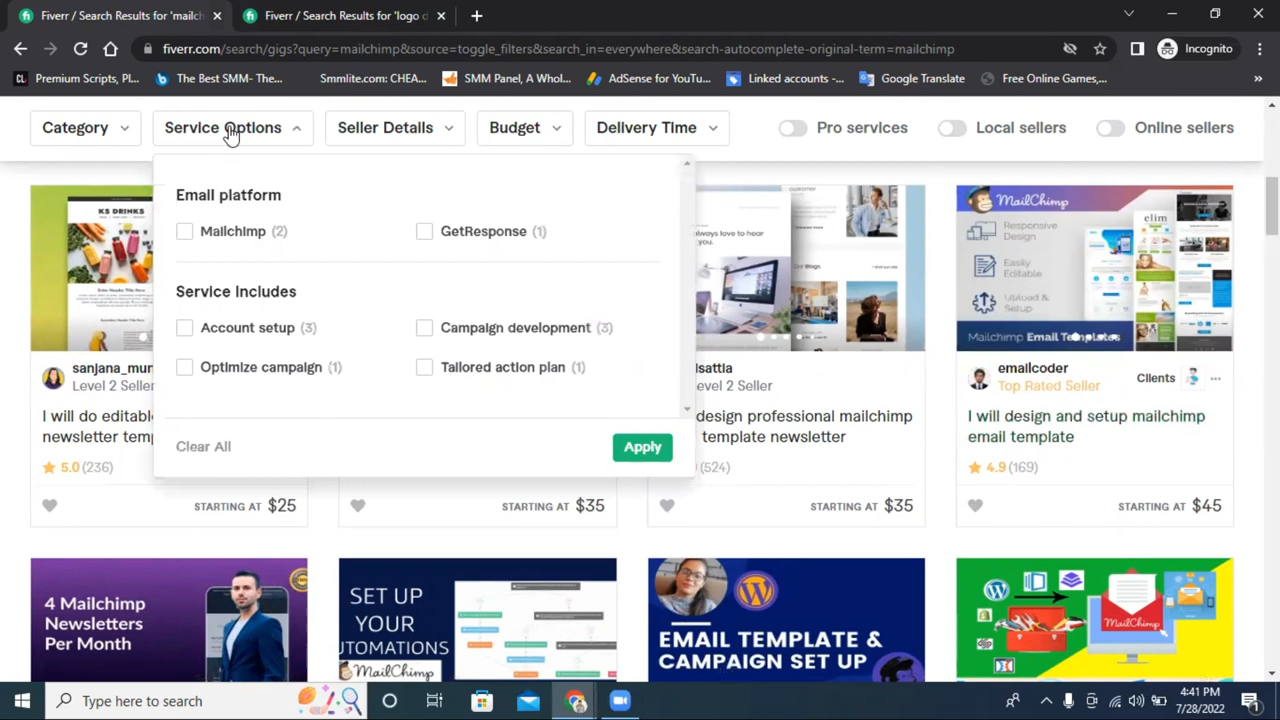 Fiverr / Search Results for 'mailch
Fiverr / Search Results for 'logo d
fiverr.com/search/gigs?query=mailchimp&source=toggle_filters&search_in=everywhere&search-autocomplete-original-term=mailchimp
Incognito
Premium Scripts, Pl...
The Best SMM- The...
Smmlite.com: CHEA...
SMM Panel, A Whol...
AdSense for YouTu...
Linked accounts -...
Google Translate
Free Online Games,...
Category
Service Options
Seller Details
Budget
Delivery Time
Pro services
Local sellers
Online sellers
Email platform
Mailchimp (2)
GetResponse (1)
Service Includes
Account setup (3)
Campaign development (3)
Optimize campaign (1)
Tailored action plan (1)
Clear All
Apply
KS DRINKS
always love to hear
MailChimp
Responsive
Design
Easily
Editable
Upload &
Setup
Mailchimp Email Templates
elim
sanjana_mun
Level 2 Seller
I will do editable
newsletter temp
5.0 (236)
STARTING AT $25
STARTING AT $35
sattia
evel 2 Seller
design professional mailchimp
template newsletter
(524)
STARTING AT $35
emailcoder
Top Rated Seller
Clients
I will design and setup mailchimp
email template
4.9 (169)
STARTING AT $45
4 Mailchimp
Newsletters
Per Month
SET UP
YOUR
UTOMATIONS
MailChimp
EMAIL TEMPLATE &
CAMPAIGN SET UP
MailChimp
Type here to search
4:41 PM
7/28/2022